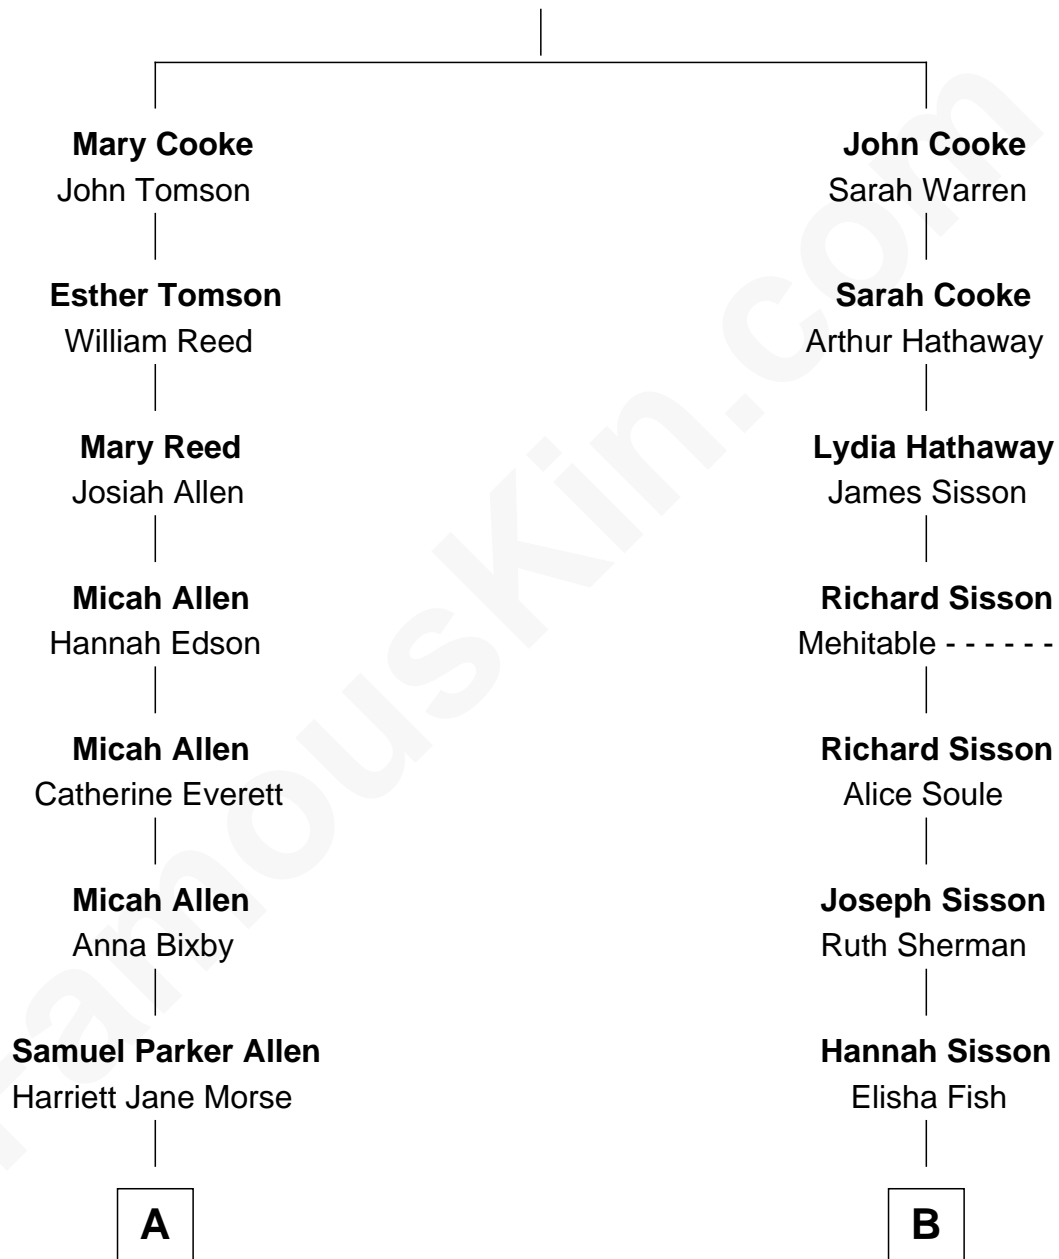 Mary Cooke
John Tomson
Esther Tomson
William Reed
Mary Reed
Josiah Allen
Micah Allen
Hannah Edson
Micah Allen
Catherine Everett
Micah Allen
Anna Bixby
Samuel Parker Allen
Harriett Jane Morse
A
John Cooke
Sarah Warren
Sarah Cooke
Arthur Hathaway
Lydia Hathaway
James Sisson
Richard Sisson
Mehitable - - - - - -
Richard Sisson
Alice Soule
Joseph Sisson
Ruth Sherman
Hannah Sisson
Elisha Fish
B
FamousKin.com